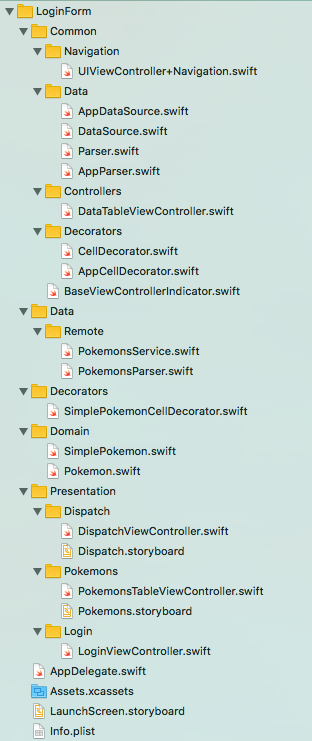 LoginForm
Common
Navigation
UIViewController+Navigation.swift
Data
AppDataSource.swift
DataSource.swift
Parser.swift
AppParser.swift
Controllers
DataTableViewController.swift
Decorators
CellDecorator.swift
AppCellDecorator.swift
BaseViewControllerIndicator.swift
Data
Remote
PokemonsService.swift
PokemonsParser.swift
Decorators
SimplePokemonCellDecorator.swift
Domain
SimplePokemon.swift
Pokemon.swift
Presentation
Dispatch
DispatchViewController.swift
Dispatch.storyboard
Pokemons
PokemonsTableViewController.swift
Pokemons.storyboard
Login
LoginViewController.swift
AppDelegate.swift
Assets.xcassets
LaunchScreen.storyboard
Info.plist